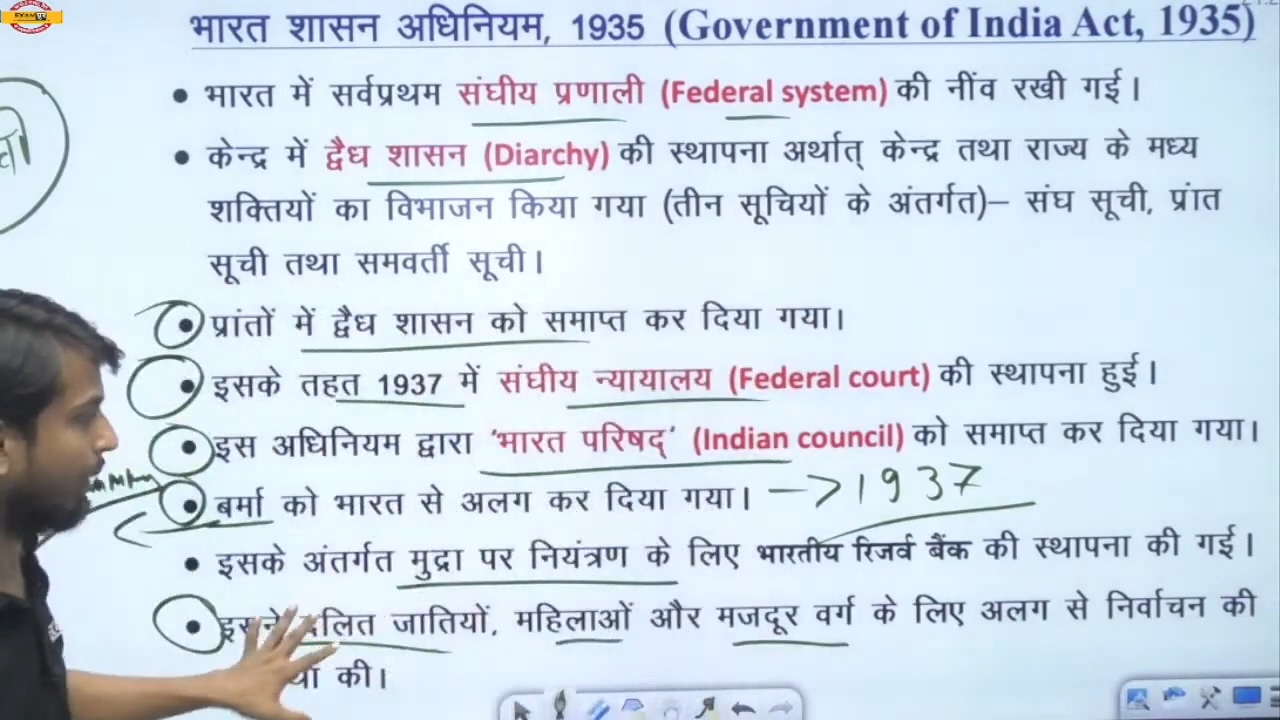 भारत शासन अधिनियम, 1935 (Government of India Act, 1935)
• भारत में सर्वप्रथम संघीय प्रणाली (Federal system) की नींव रखी गई।
• केन्द्र में द्वैध शासन (Diarchy) की स्थापना अर्थात् केन्द्र तथा राज्य के मध्य
शक्तियों का विभाजन किया गया (तीन सूचियों के अंतर्गत)– संघ सूची, प्रांत
सूची तथा समवर्ती सूची।
• प्रांतों में द्वैध शासन को समाप्त कर दिया गया।
• इसके तहत 1937 में संघीय न्यायालय (Federal court) की स्थापना हुई।
• इस अधिनियम द्वारा 'भारत परिषद्' (Indian council) को समाप्त कर दिया गया।
• बर्मा को भारत से अलग कर दिया गया। → 1937
• इसके अंतर्गत मुद्रा पर नियंत्रण के लिए भारतीय रिजर्व बैंक की स्थापना की गई।
• इसने दलित जातियों, महिलाओं और मजदूर वर्ग के लिए अलग से निर्वाचन की
की।